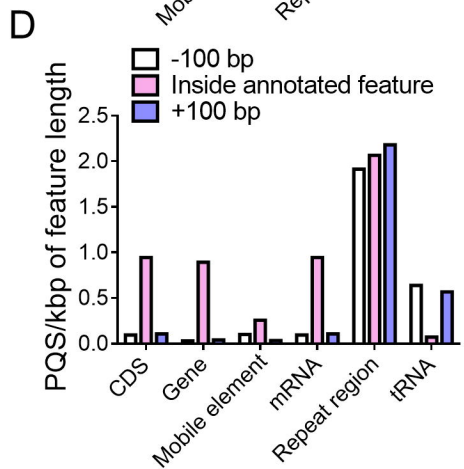 D
-100 bp
Inside annotated feature
+100 bp
PQS/kbp of feature length
2.5
2.0
1.5
1.0
0.5
0.0
CDS
Gene
Mobile element
mRNA
Repeat region
tRNA